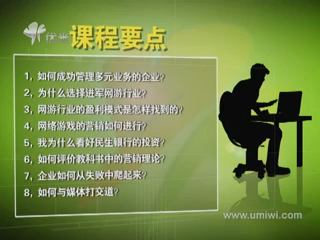 优米
课程要点
1, 如何成功管理多元业务的企业?
2, 为什么选择进军网游行业?
3, 网游行业的盈利模式是怎样找到的?
4, 网络游戏的营销如何进行?
5, 我为什么看好民生银行的投资?
6, 如何评价教科书中的营销理论?
7, 企业如何从失败中爬起来?
8, 如何与媒体打交道?
www.umiwi.com